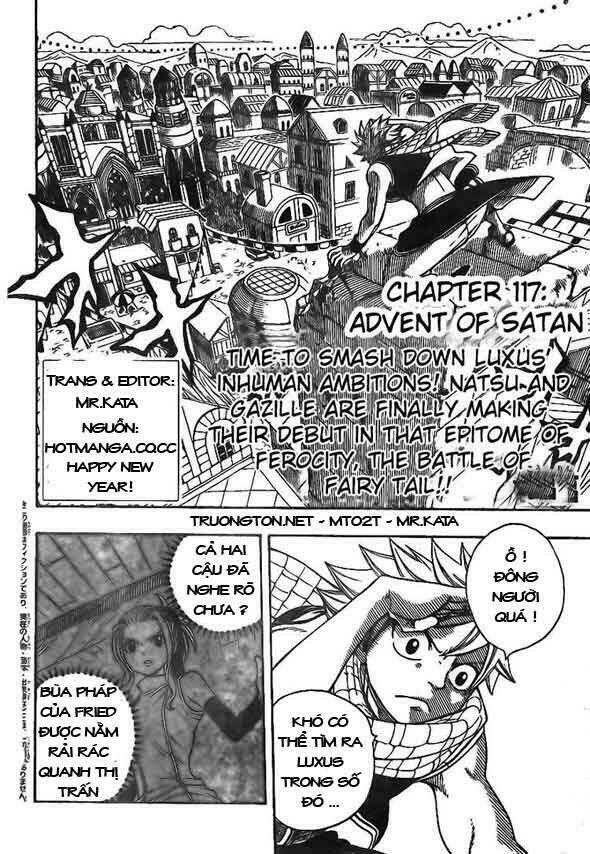 CHAPTER 117:
ADVENT OF SATAN
TIME TO SMASH DOWN LUXUS'
INHUMAN AMBITIONS! NATSU AND
GAZILLE ARE FINALLY MAKING
THEIR DEBUT IN THAT EPITOME OF
FEROCITY, THE BATTLE OF
FAIRY TAIL!!
TRANG & EDITOR:
MR.KATA
NGUỒN:
HOTMANGA.CO.CC
HAPPY NEW
YEAR!
TRUONGTON.NET - MTO2T - MR.KATA
CẢ HAI
CẬU ĐÃ
NGHE RÕ
CHƯA ?
BÙA PHÁP
CỦA FRIED
ĐƯỢC NẰM
RẢI RÁC
QUANH THỊ
TRẤN
Ồ !
ĐÔNG
NGƯỜI
QUÁ !
KHÓ CÓ
THỂ TÌM RA
LUXUS
TRONG SỐ
ĐÓ ...